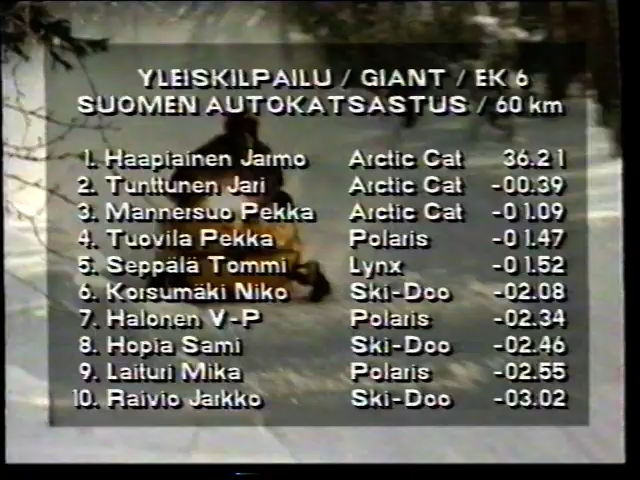 YLEISKILPAILU / GIANT / EK 6
SUOMEN AUTOKATSASTUS / 60 km
1. Haapiainen Jarmo Arctic Cat 36.21
2. Tunttunen Jari Arctic Cat -00.39
3. Mannersuo Pekka Arctic Cat -01.09
4. Tuovila Pekka Polaris -01.47
5. Seppälä Tommi Lynx -01.52
6. Korsumäki Niko Ski-Doo -02.08
7. Halonen V-P Polaris -02.34
8. Hopia Sami Ski-Doo -02.46
9. Laituri Mika Polaris -02.55
10. Raivio Jarkko Ski-Doo -03.02